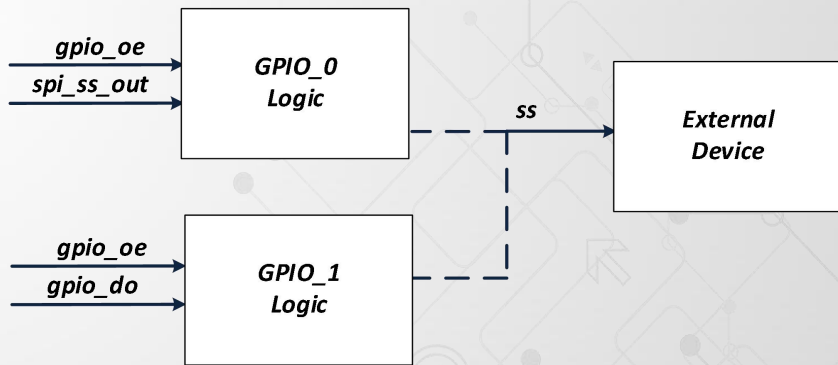 gpio_oe
spi_ss_out
GPIO_0
Logic
ss
External
Device
gpio_oe
gpio_do
GPIO_1
Logic